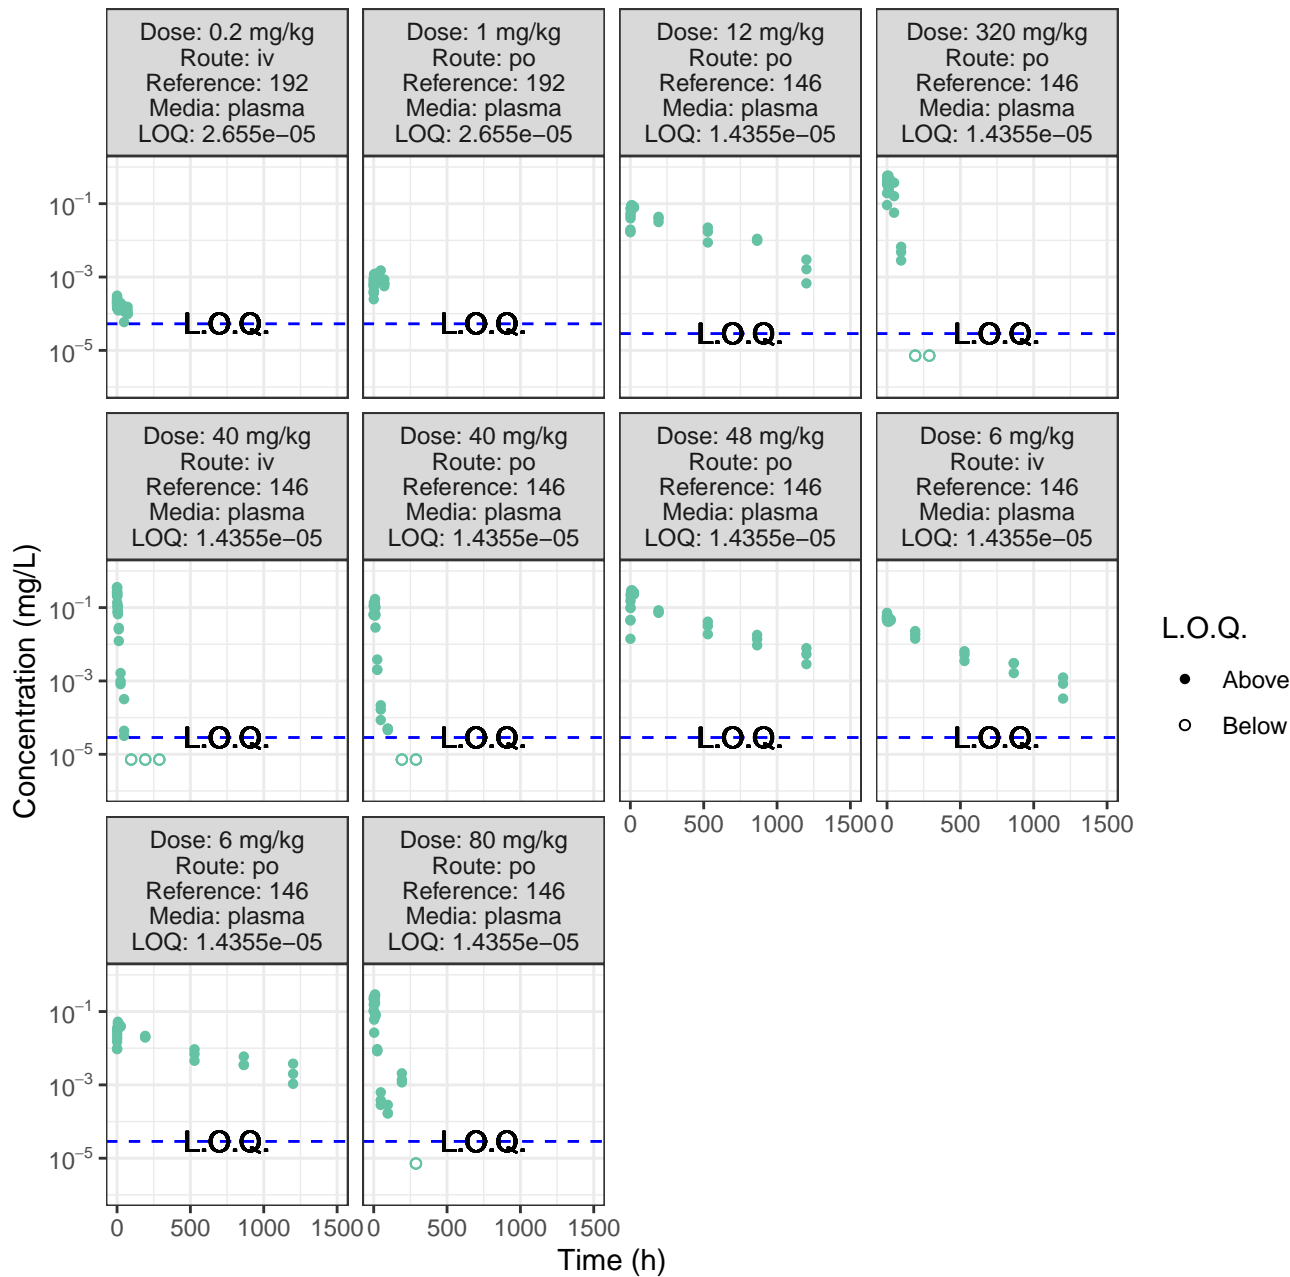 Dose: 0.2 mg/kg
Route: iv
Reference: 192
Media: plasma
LOQ: 2.655e−05
Dose: 1 mg/kg
Route: po
Reference: 192
Media: plasma
LOQ: 2.655e−05
Dose: 12 mg/kg
Route: po
Reference: 146
Media: plasma
LOQ: 1.4355e−05
Dose: 320 mg/kg
Route: po
Reference: 146
Media: plasma
LOQ: 1.4355e−05
10⁻¹
10⁻³
10⁻⁵
L.O.Q.
L.O.Q.
L.O.Q.
L.O.Q.
Dose: 40 mg/kg
Route: iv
Reference: 146
Media: plasma
LOQ: 1.4355e−05
Dose: 40 mg/kg
Route: po
Reference: 146
Media: plasma
LOQ: 1.4355e−05
Dose: 48 mg/kg
Route: po
Reference: 146
Media: plasma
LOQ: 1.4355e−05
Dose: 6 mg/kg
Route: iv
Reference: 146
Media: plasma
LOQ: 1.4355e−05
10⁻¹
10⁻³
10⁻⁵
L.O.Q.
L.O.Q.
L.O.Q.
L.O.Q.
0 500 1000 1500
0 500 1000 1500
Dose: 6 mg/kg
Route: po
Reference: 146
Media: plasma
LOQ: 1.4355e−05
Dose: 80 mg/kg
Route: po
Reference: 146
Media: plasma
LOQ: 1.4355e−05
10⁻¹
10⁻³
10⁻⁵
L.O.Q.
L.O.Q.
0 500 1000 1500
0 500 1000 1500
Time (h)
Concentration (mg/L)
L.O.Q.
Above
Below